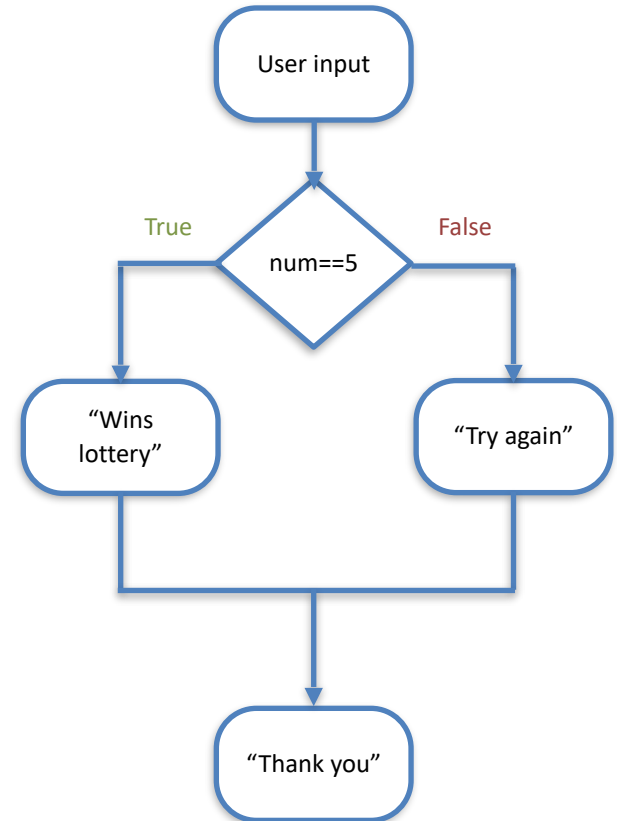 User input
True
False
num==5
“Wins
lottery”
“Try again”
“Thank you”